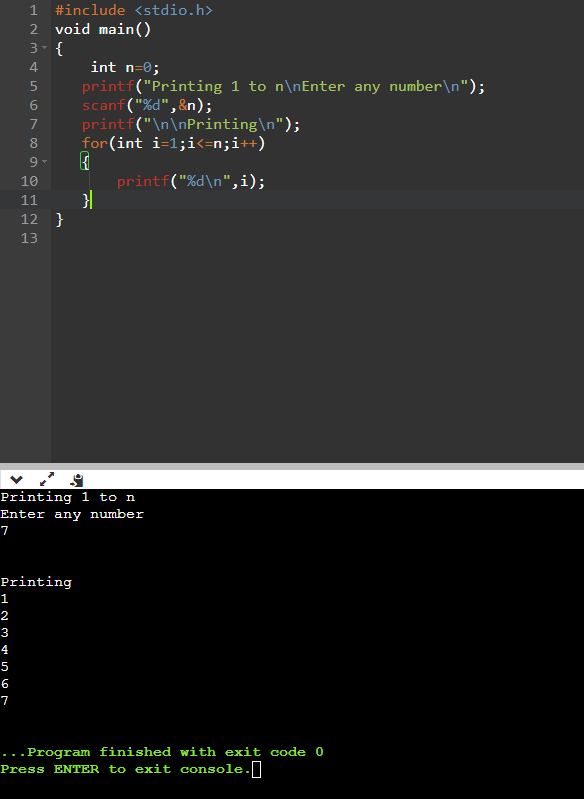 1 #include <stdio.h>
2 void main()
3 {
4 int n=0;
5 printf("Printing 1 to n\nEnter any number\n");
6 scanf("%d",&n);
7 printf("\n\nPrinting\n");
8 for(int i=1;i<=n;i++)
9 {
10 printf("%d\n",i);
11 }
12 }
13
Printing 1 to n
Enter any number
7
Printing
1
2
3
4
5
6
7
...Program finished with exit code 0
Press ENTER to exit console.